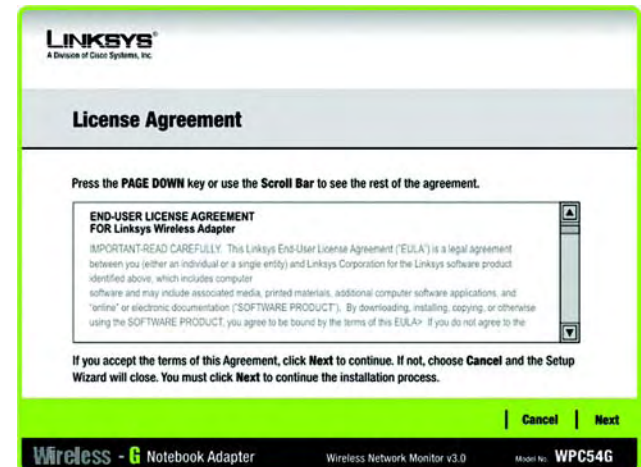 LINKSYS®
A Division of Cisco Systems, Inc.
License Agreement
Press the PAGE DOWN key or use the Scroll Bar to see the rest of the agreement.
END-USER LICENSE AGREEMENT
FOR Linksys Wireless Adapter
IMPORTANT-READ CAREFULLY: This Linksys End-User License Agreement ("EULA") is a legal agreement
between you (either an individual or a single entity) and Linksys Corporation for the Linksys software product
identified above, which includes computer
software and may include associated media, printed materials, additional computer software applications, and
"online" or electronic documentation ("SOFTWARE PRODUCT"). By downloading, installing, copying, or otherwise
using the SOFTWARE PRODUCT, you agree to be bound by the terms of this EULA> If you do not agree to the
If you accept the terms of this Agreement, click Next to continue. If not, choose Cancel and the Setup
Wizard will close. You must click Next to continue the installation process.
Cancel Next
Wireless - G Notebook Adapter Wireless Network Monitor v3.0 Model No. WPC54G